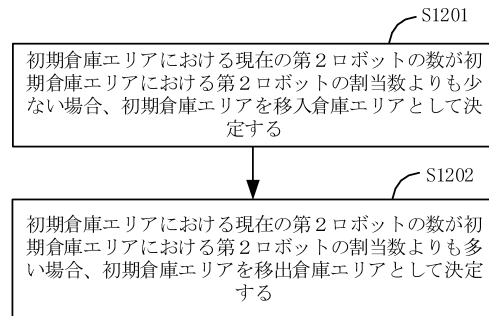 S1201
初期倉庫エリアにおける現在の第２ロボットの数が初
期倉庫エリアにおける第２ロボットの割当数よりも少
ない場合、初期倉庫エリアを移入倉庫エリアとして決
定する
S1202
初期倉庫エリアにおける現在の第２ロボットの数が初
期倉庫エリアにおける第２ロボットの割当数よりも多
い場合、初期倉庫エリアを移出倉庫エリアとして決定
する